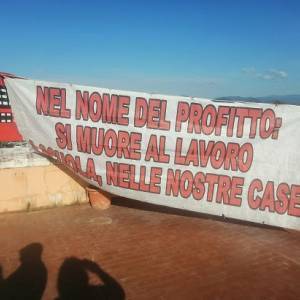 NEL NOME DEL PROFITTO:
SI MUORE AL LAVORO
NELLE NOSTRE CASE